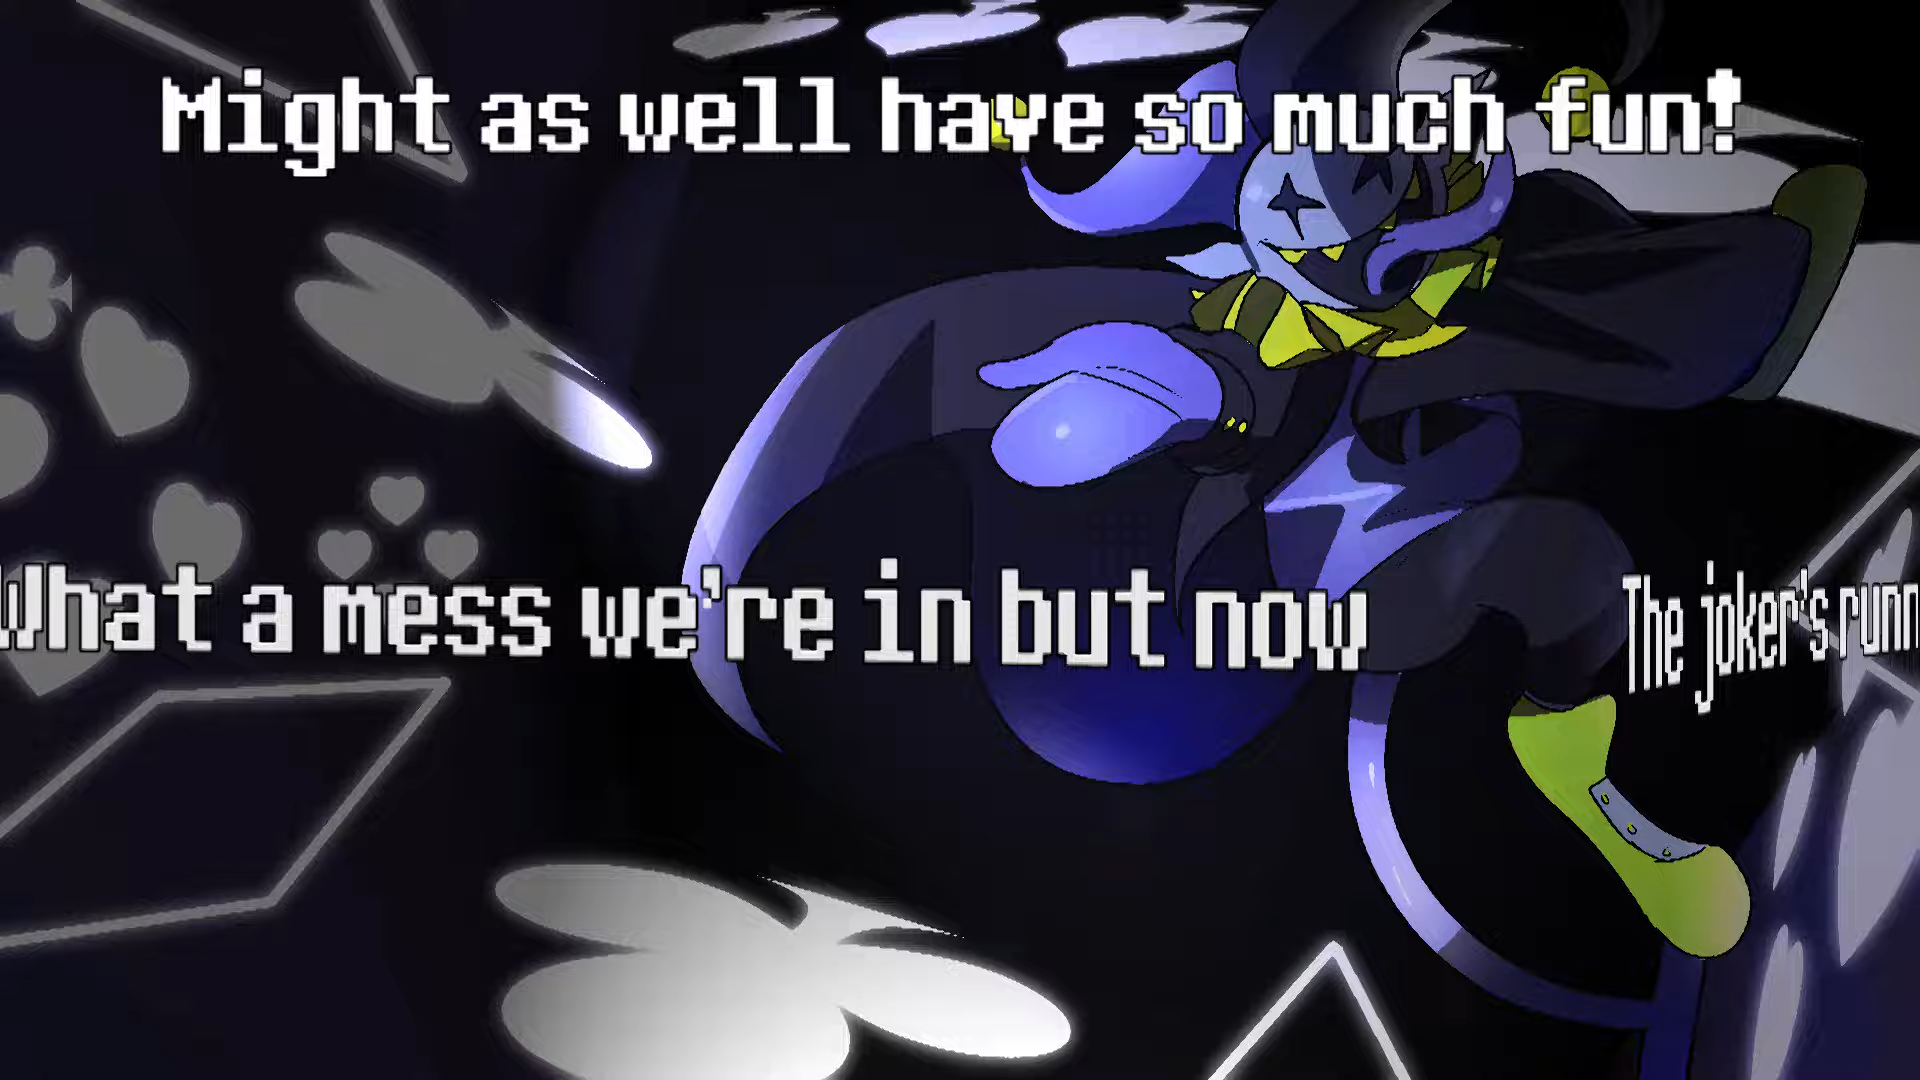 Might as well have so much fun!
What a mess we're in but now
The joker's